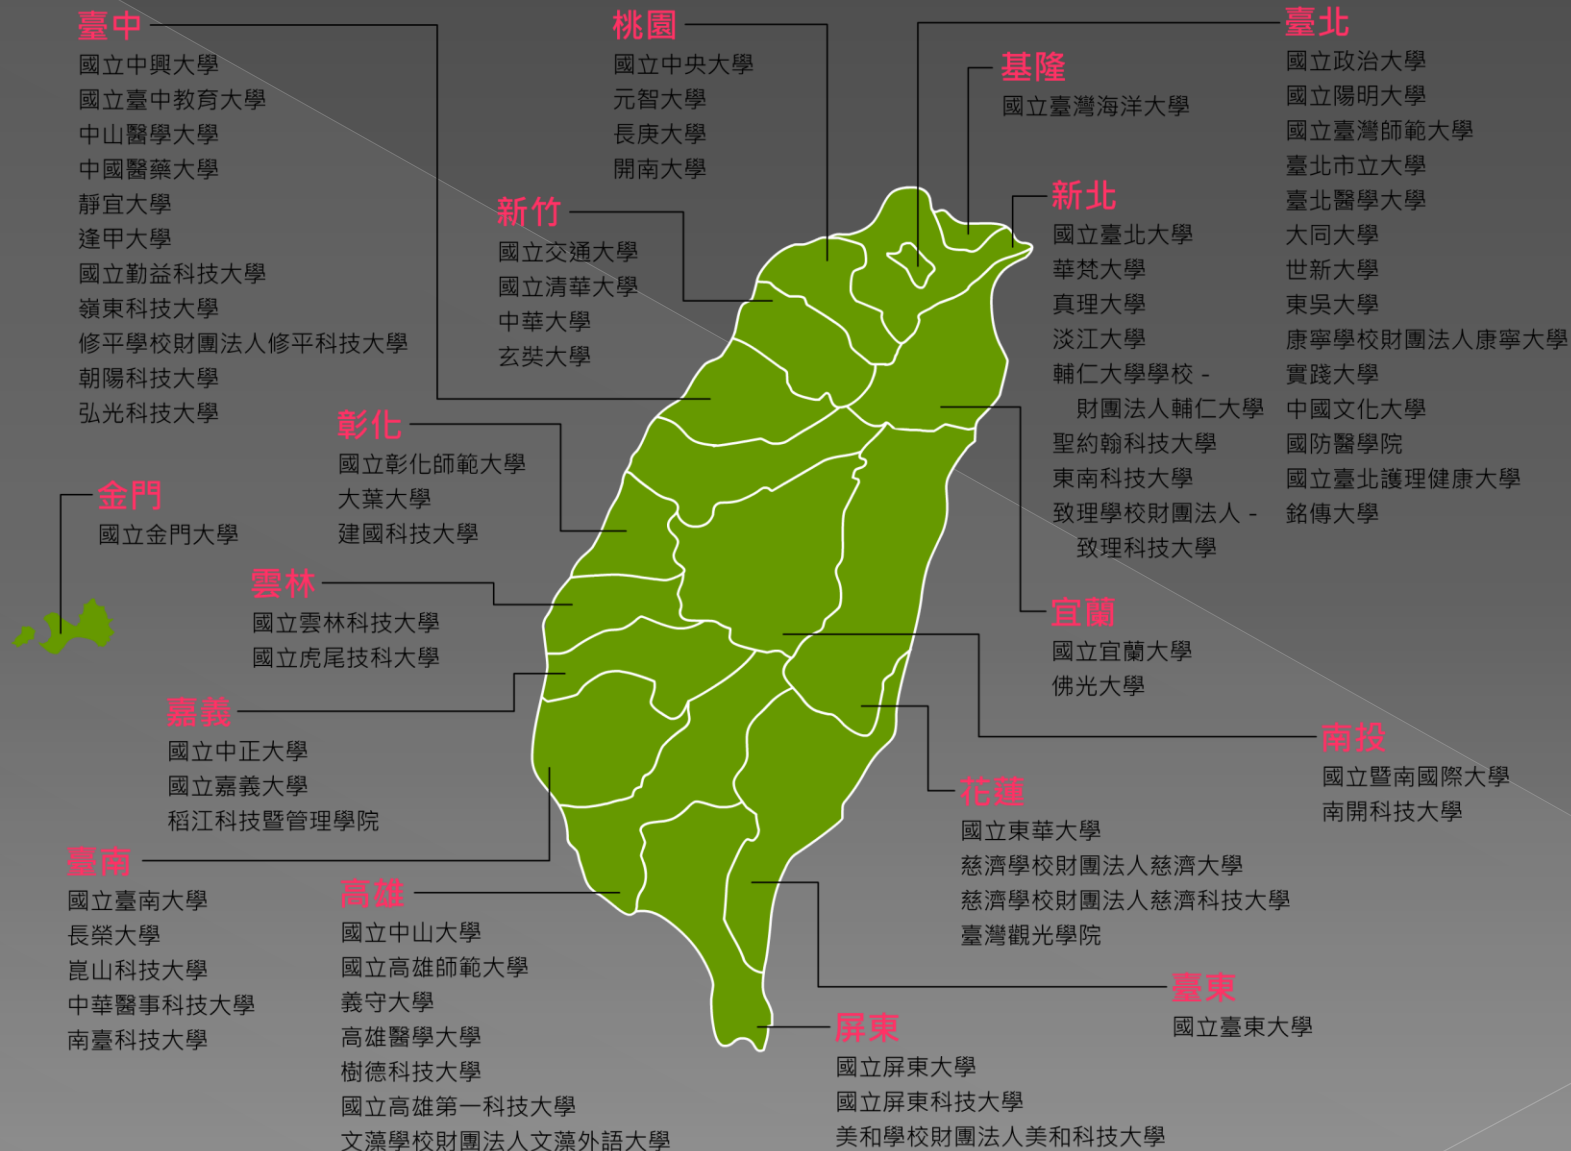 臺中
國立中興大學
國立臺中教育大學
中山醫學大學
中國醫藥大學
靜宜大學
逢甲大學
國立勤益科技大學
嶺東科技大學
修平學校財團法人修平科技大學
朝陽科技大學
弘光科技大學
桃園
國立中央大學
元智大學
長庚大學
開南大學
基隆
國立臺灣海洋大學
臺北
國立政治大學
國立陽明大學
國立臺灣師範大學
臺北市立大學
臺北醫學大學
大同大學
世新大學
東吳大學
康寧學校財團法人康寧大學
實踐大學
中國文化大學
國防醫學院
國立臺北護理健康大學
銘傳大學
新竹
國立交通大學
國立清華大學
中華大學
玄奘大學
新北
國立臺北大學
華梵大學
真理大學
淡江大學
輔仁大學學校 -
財團法人輔仁大學
聖約翰科技大學
東南科技大學
致理學校財團法人 -
致理科技大學
彰化
國立彰化師範大學
大葉大學
建國科技大學
金門
國立金門大學
雲林
國立雲林科技大學
國立虎尾技科大學
宜蘭
國立宜蘭大學
佛光大學
嘉義
國立中正大學
國立嘉義大學
稻江科技暨管理學院
南投
國立暨南國際大學
南開科技大學
花蓮
國立東華大學
慈濟學校財團法人慈濟大學
慈濟學校財團法人慈濟科技大學
臺灣觀光學院
臺南
國立臺南大學
長榮大學
崑山科技大學
中華醫事科技大學
南臺科技大學
高雄
國立中山大學
國立高雄師範大學
義守大學
高雄醫學大學
樹德科技大學
國立高雄第一科技大學
文藻學校財團法人文藻外語大學
臺東
國立臺東大學
屏東
國立屏東大學
國立屏東科技大學
美和學校財團法人美和科技大學